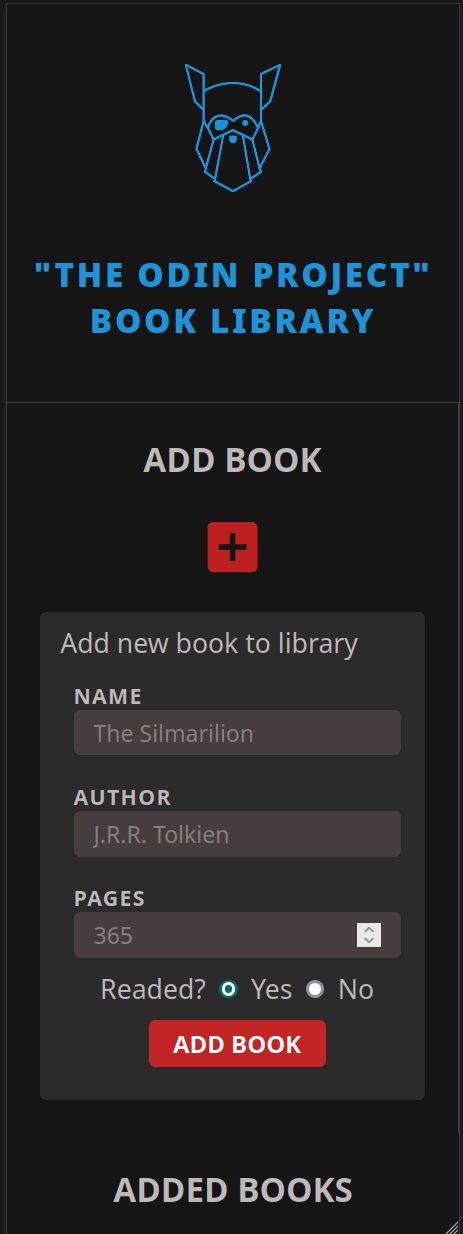 "THE ODIN PROJECT"
BOOK LIBRARY
ADD BOOK
Add new book to library
NAME
The Silmarilion
AUTHOR
J.R.R. Tolkien
PAGES
365
Readed? Yes No
ADD BOOK
ADDED BOOKS